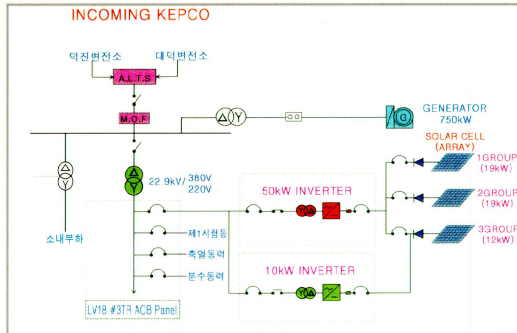 INCOMING KEPCO
덕진변전소
대덕변전소
A.L.T.S
M.O.F
G
GENERATOR
750kW
SOLAR CELL
(ARRAY)
1GROUP
(19kW)
22.9kV/ 380V
220V
50kW INVERTER
2GROUP
(19kW)
3GROUP
(12kW)
소내부하
제1시험동
축열동력
분수동력
10kW INVERTER
LV18 #3TR ACB Panel